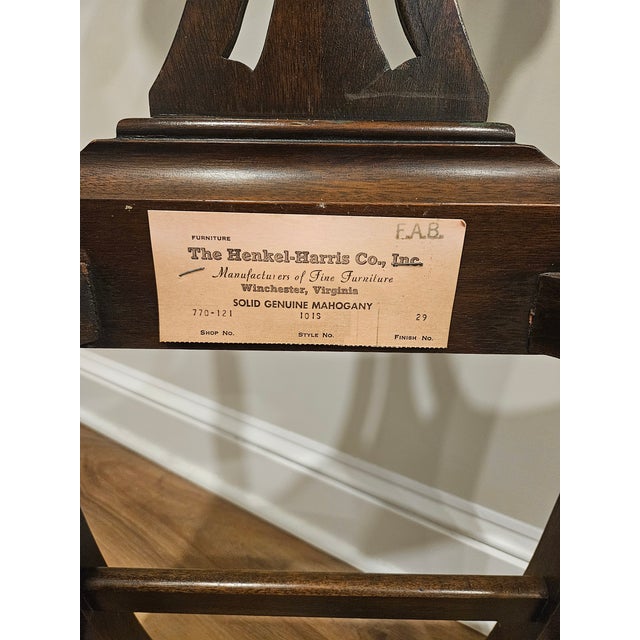 F.A.B.
FURNITURE
The Henkel-Harris Co., Inc.
Manufacturers of Fine Furniture
Winchester, Virginia
SOLID GENUINE MAHOGANY
770-121 101S 29
SHOP NO. STYLE NO. FINISH NO.